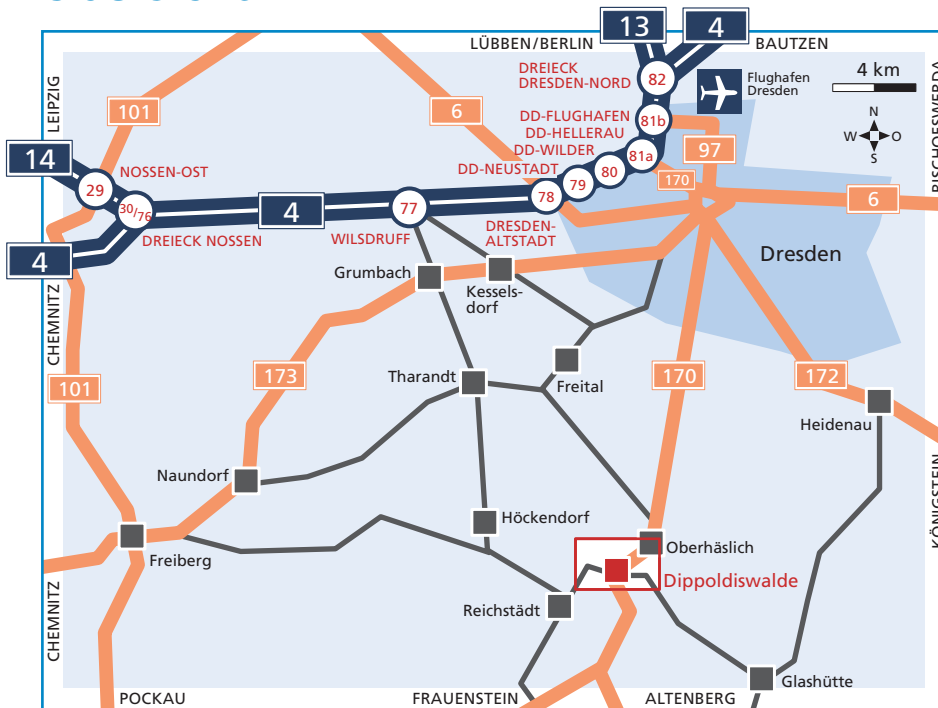 13
4
LÜBBEN/BERLIN
BAUTZEN
DREIECK
DRESDEN-NORD
82
Flughafen
Dresden
4 km
LEIPZIG
BISCHOFSWERDA
101
6
DD-FLUGHAFEN
81b
DD-HELLERAU
DD-WILDER
81a
97
N
W
O
S
14
NOSSEN-OST
29
DD-NEUSTADT
80
79
78
170
6
30/76
4
77
DREIECK NOSSEN
WILSDRUFF
DRESDEN-
ALTSTADT
Dresden
4
Grumbach
Kessels-
dorf
CHEMNITZ
101
173
Tharandt
Freital
170
172
Heidenau
Naundorf
KÖNIGSTEIN
Höckendorf
Freiberg
Oberhäslich
Dippoldiswalde
Reichstädt
CHEMNITZ
Glashütte
POCKAU
FRAUENSTEIN
ALTENBERG